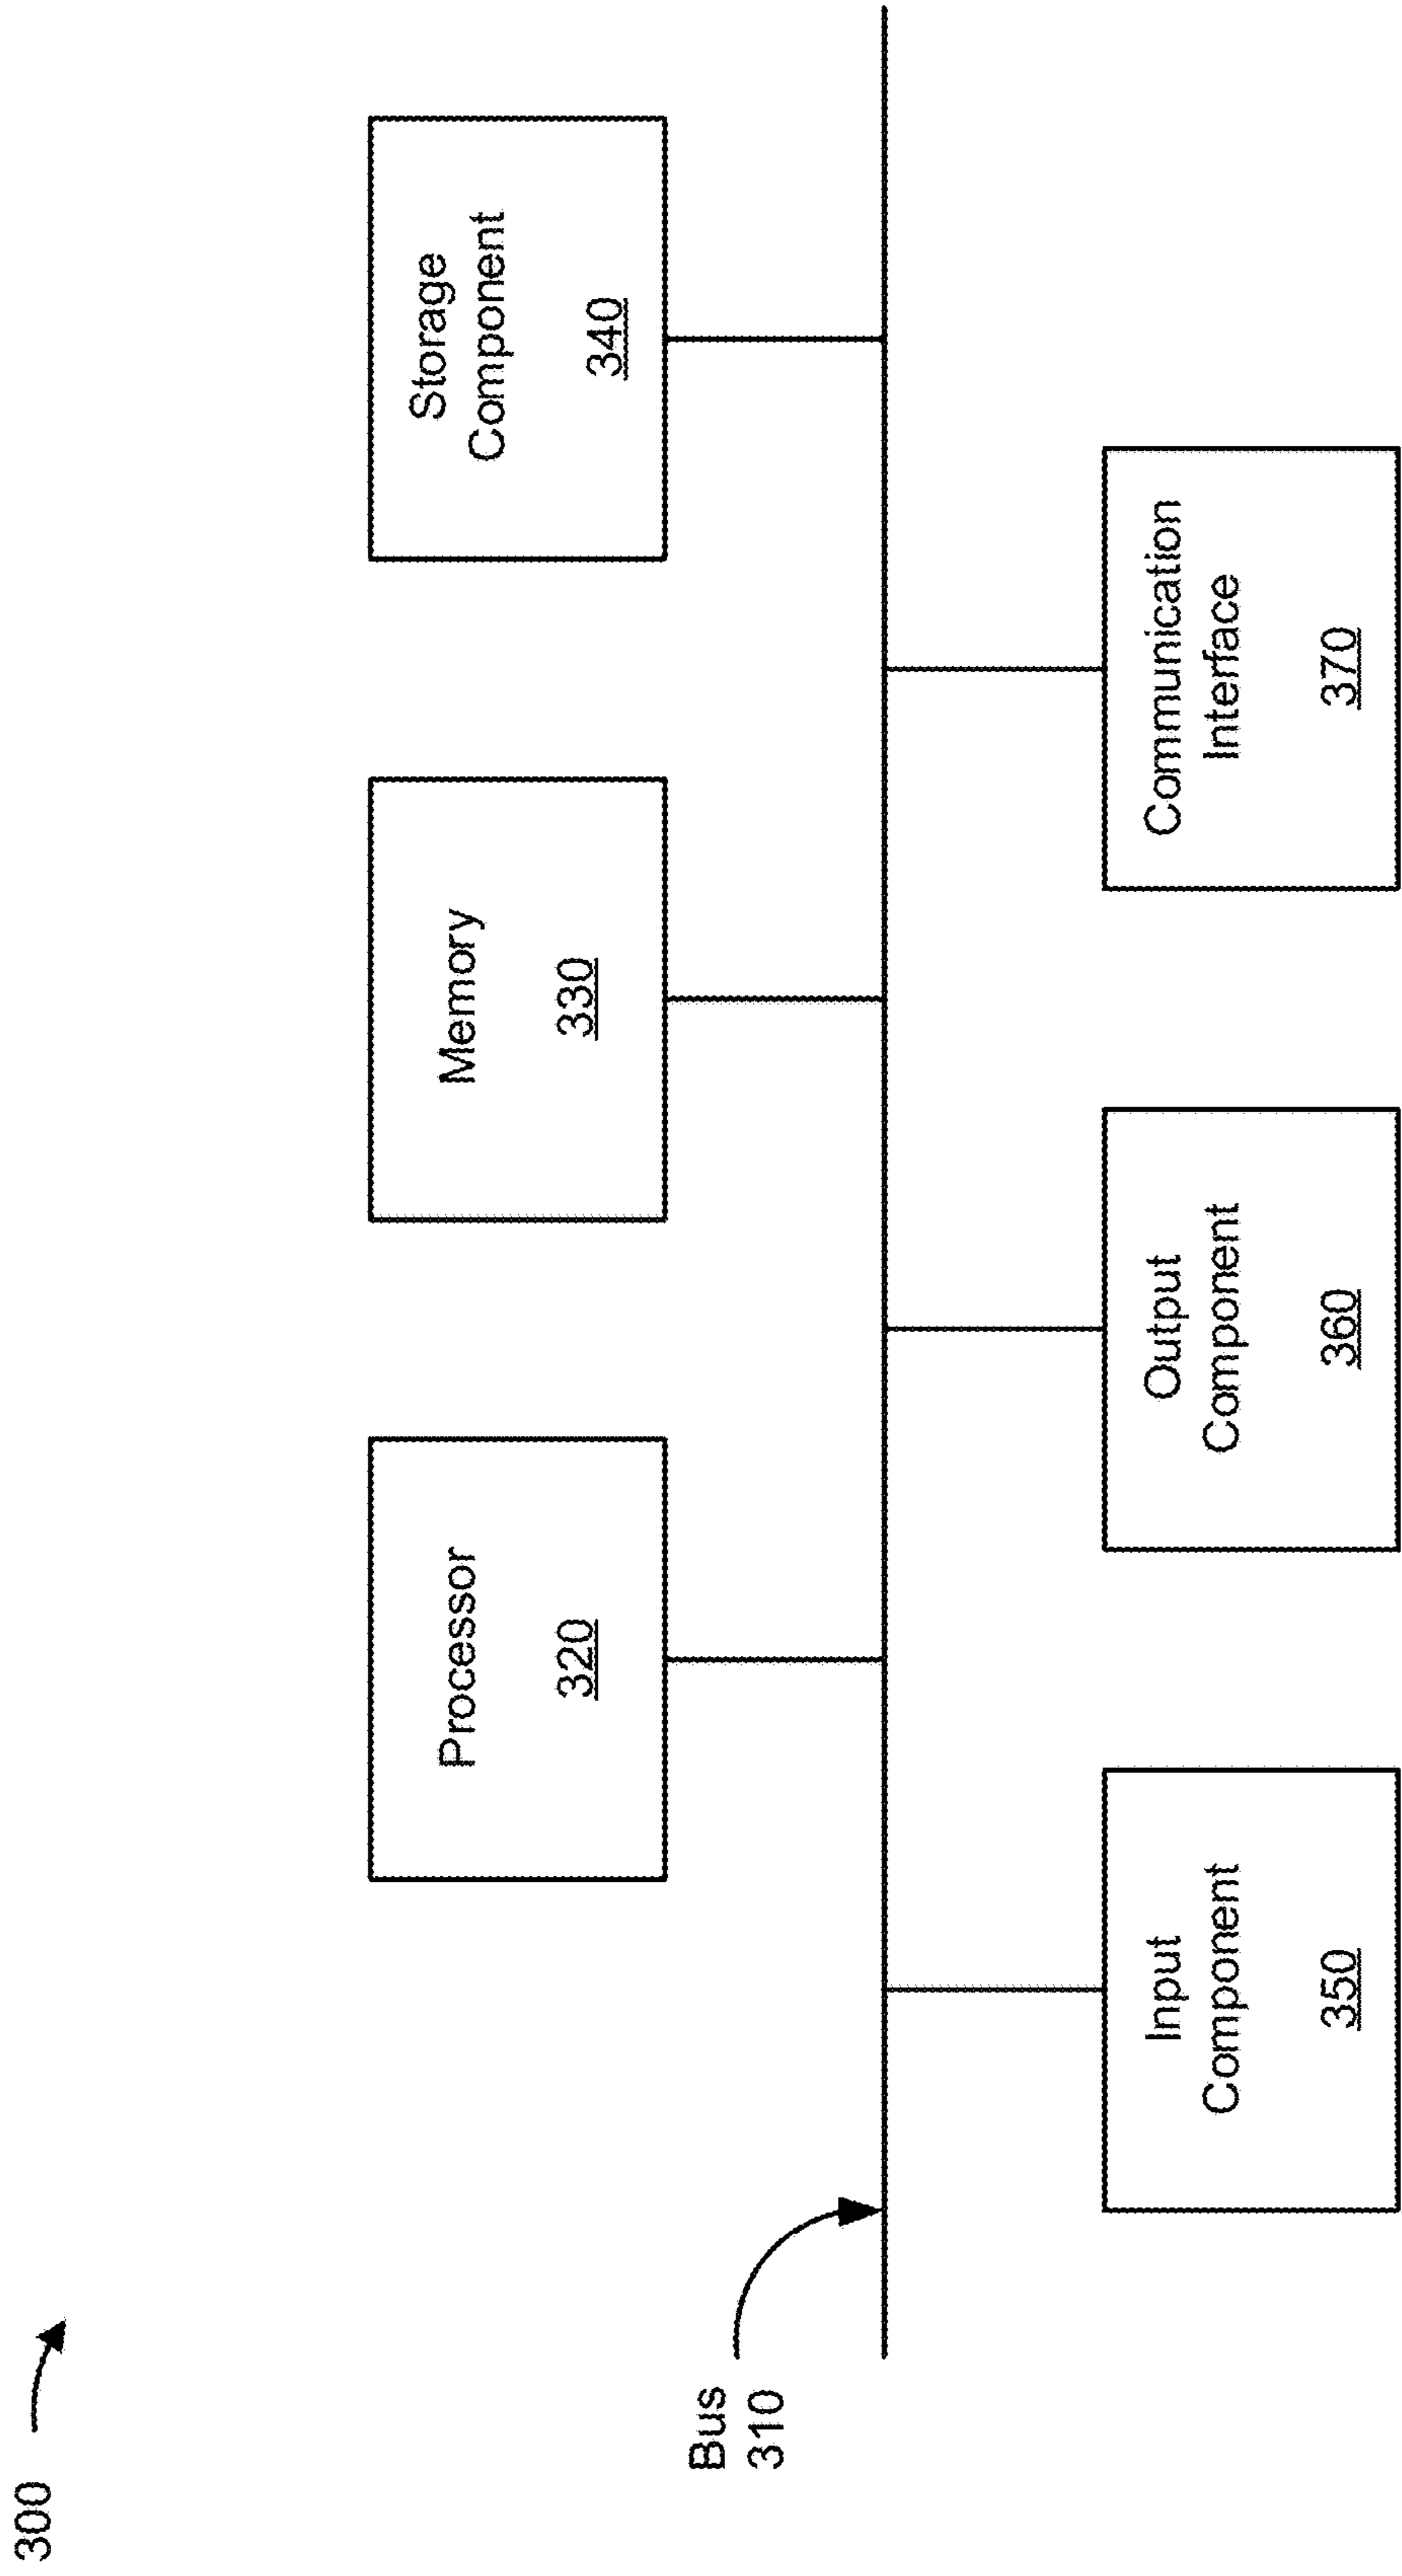 300
Processor
320
Memory
330
Storage
Component
340
Bus
310
Input
Component
350
Output
Component
360
Communication
Interface
370